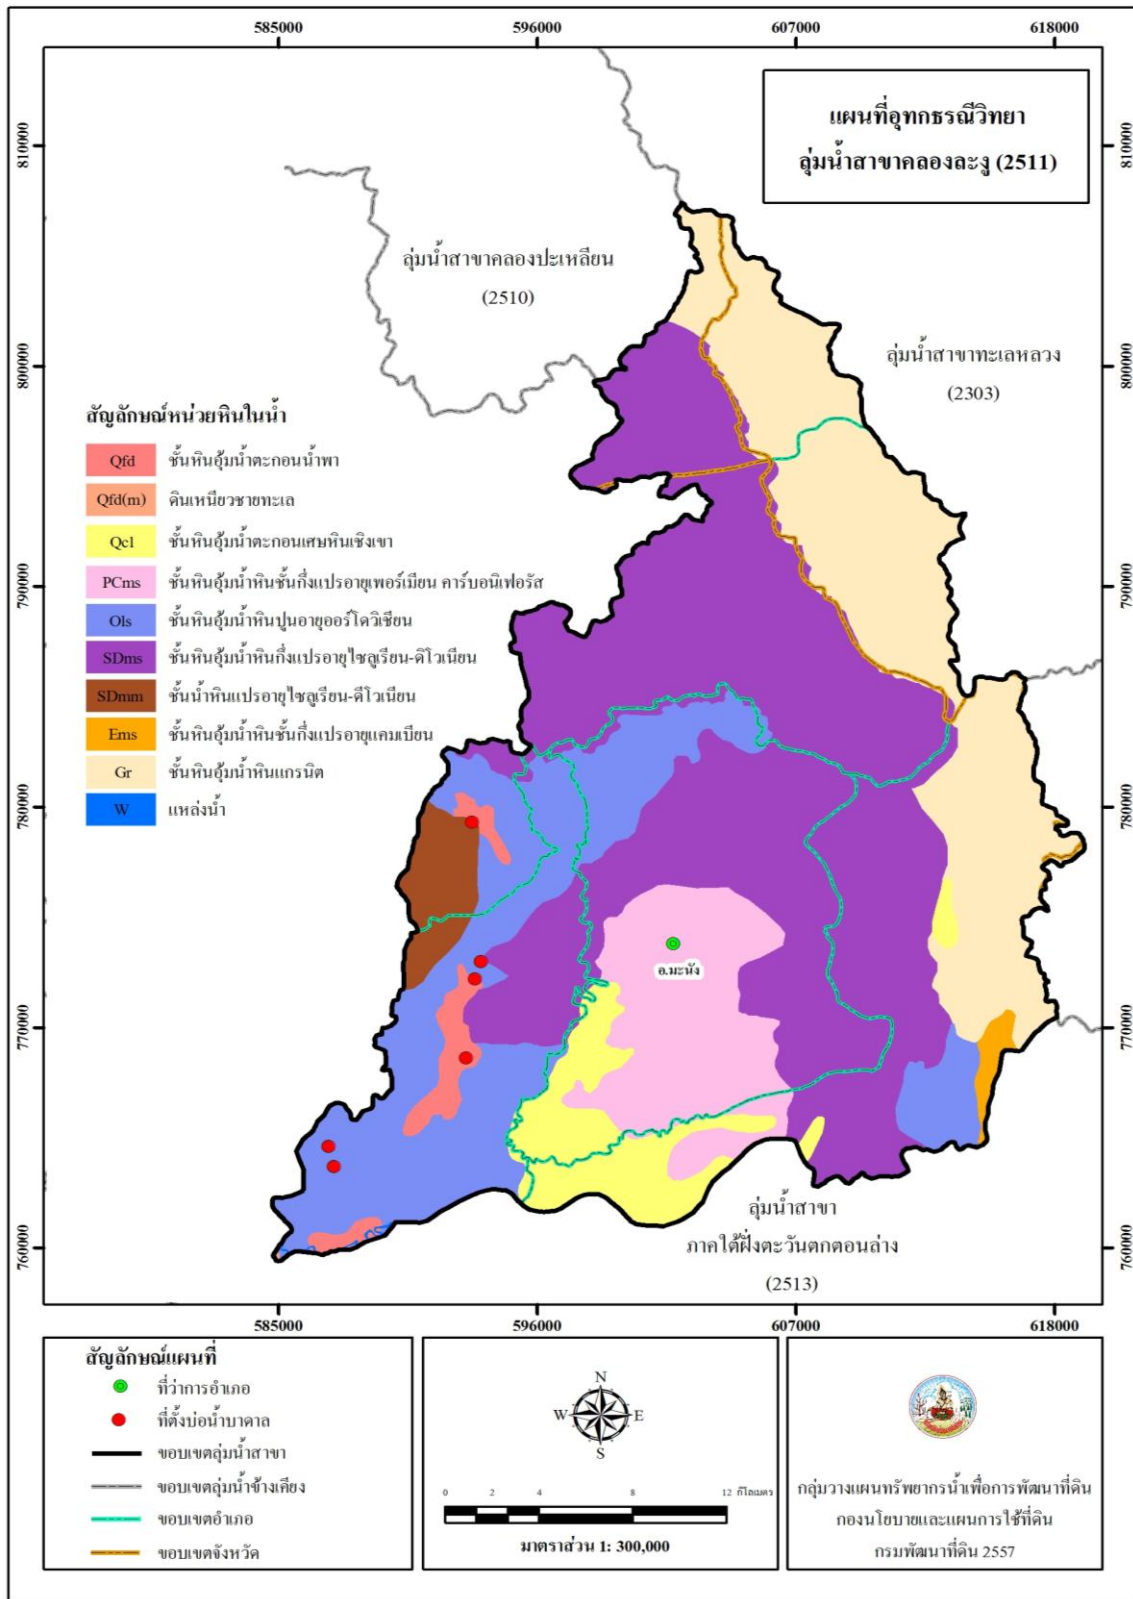 585000 596000 607000 618000
แผนที่อุทกธรณีวิทยา
ลุ่มน้ำสาขาคลองละงู (2511)
810000 810000
ลุ่มน้ำสาขาคลองปะเหลียน
(2510)
ลุ่มน้ำสาขาทะเลหลวง
(2303)
800000 800000
สัญลักษณ์หน่วยหินในน้ำ
Qfd ชั้นหินอุ้มน้ำตะกอนน้ำพา
Qfd(m) ดินเหนียวชายทะเล
Qcl ชั้นหินอุ้มน้ำตะกอนเศษหินเชิงเขา
PCms ชั้นหินอุ้มน้ำหินชั้นกึ่งแปรอายุเพอร์เมียน คาร์บอนิเฟอรัส
Ols ชั้นหินอุ้มน้ำหินปูนอายุออร์โดวิเชียน
SDms ชั้นหินอุ้มน้ำหินกึ่งแปรอายุไซลูเรียน-ดิโวเนียน
SDmm ชั้นน้ำหินแปรอายุไซลูเรียน-ดีโวเนียน
Ems ชั้นหินอุ้มน้ำหินชั้นกึ่งแปรอายุแคมเบียน
Gr ชั้นหินอุ้มน้ำหินแกรนิต
W แหล่งน้ำ
790000 790000
780000 780000
อ.มะนัง
770000 770000
ลุ่มน้ำสาขา
ภาคใต้ฝั่งตะวันตกตอนล่าง
(2513)
760000 760000
585000 596000 607000 618000
สัญลักษณ์แผนที่
ที่ว่าการอำเภอ
ที่ตั้งบ่อน้ำบาดาล
ขอบเขตลุ่มน้ำสาขา
ขอบเขตลุ่มน้ำข้างเคียง
ขอบเขตอำเภอ
ขอบเขตจังหวัด
N
W E
S
0 2 4 8 12 กิโลเมตร
มาตราส่วน 1: 300,000
กลุ่มวางแผนทรัพยากรน้ำเพื่อการพัฒนาที่ดิน
กองนโยบายและแผนการใช้ที่ดิน
กรมพัฒนาที่ดิน 2557